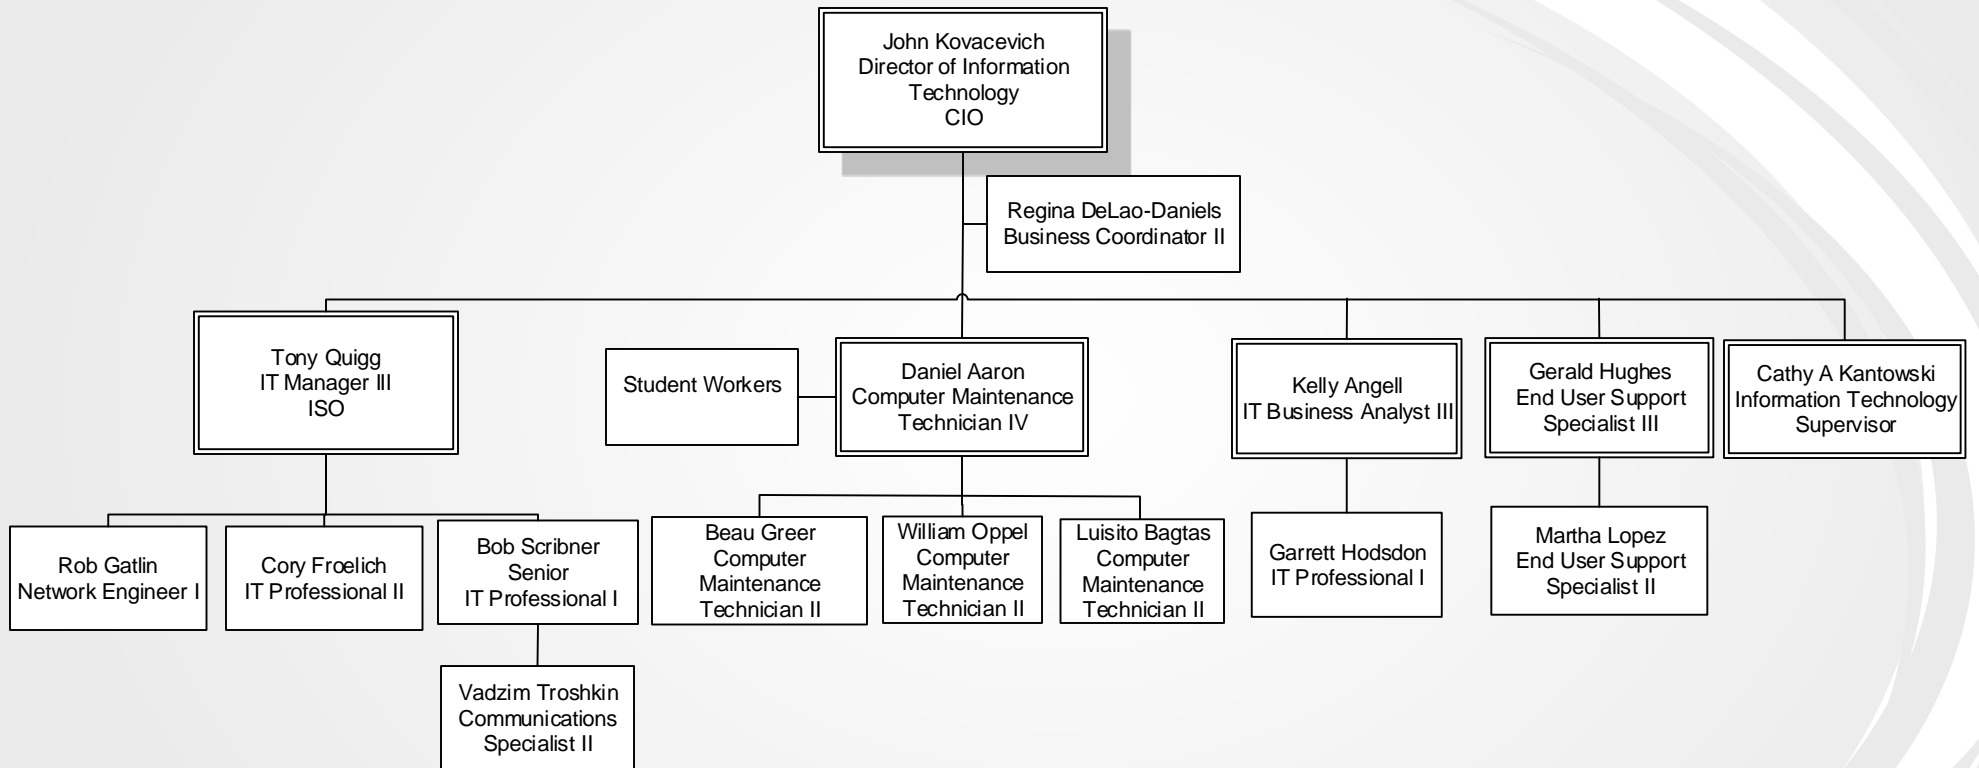 John Kovacevich
Director of Information
Technology
CIO
Regina DeLao-Daniels
Business Coordinator II
Tony Quigg
IT Manager III
ISO
Student Workers
Daniel Aaron
Computer Maintenance
Technician IV
Kelly Angell
IT Business Analyst III
Gerald Hughes
End User Support
Specialist III
Cathy A Kantowski
Information Technology
Supervisor
Rob Gatlin
Network Engineer I
Cory Froelich
IT Professional II
Bob Scribner
Senior
IT Professional I
Beau Greer
Computer
Maintenance
Technician II
William Oppel
Computer
Maintenance
Technician II
Luisito Bagtas
Computer
Maintenance
Technician II
Garrett Hodsdon
IT Professional I
Martha Lopez
End User Support
Specialist II
Vadzim Troshkin
Communications
Specialist II